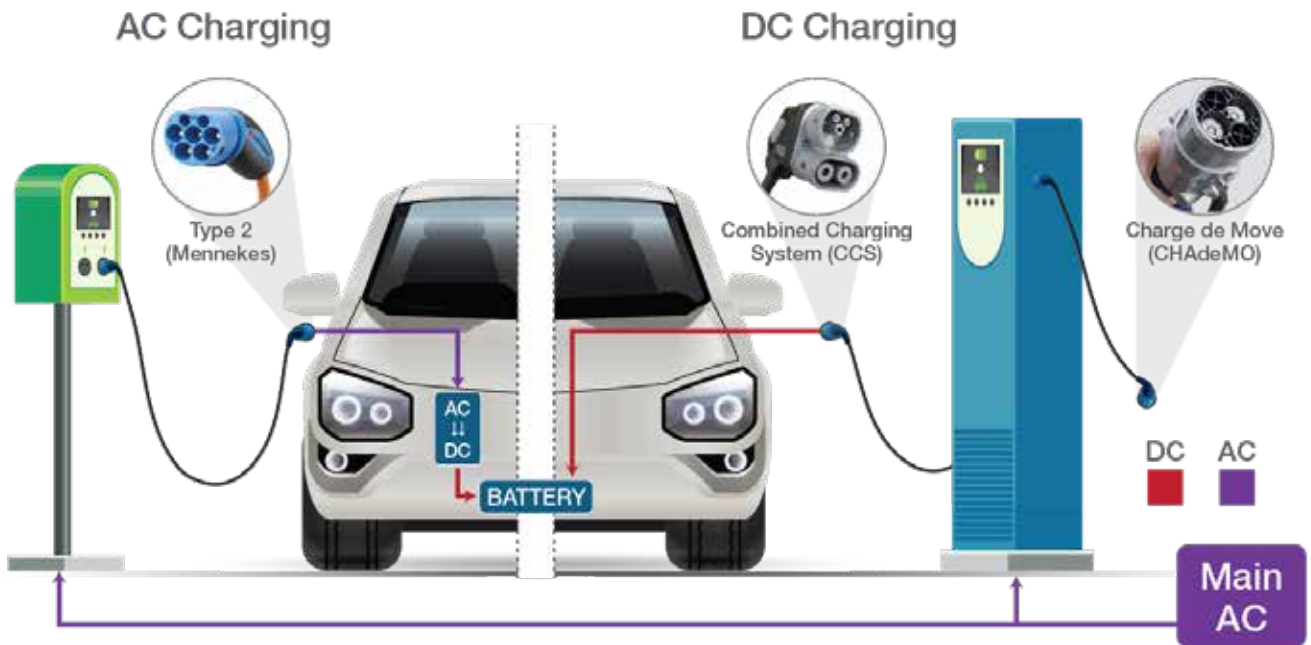 AC Charging
DC Charging
Type 2
(Mennekes)
Combined Charging
System (CCS)
Charge de Move
(CHAdeMO)
AC
↓↓
DC
BATTERY
DC AC
Main
AC